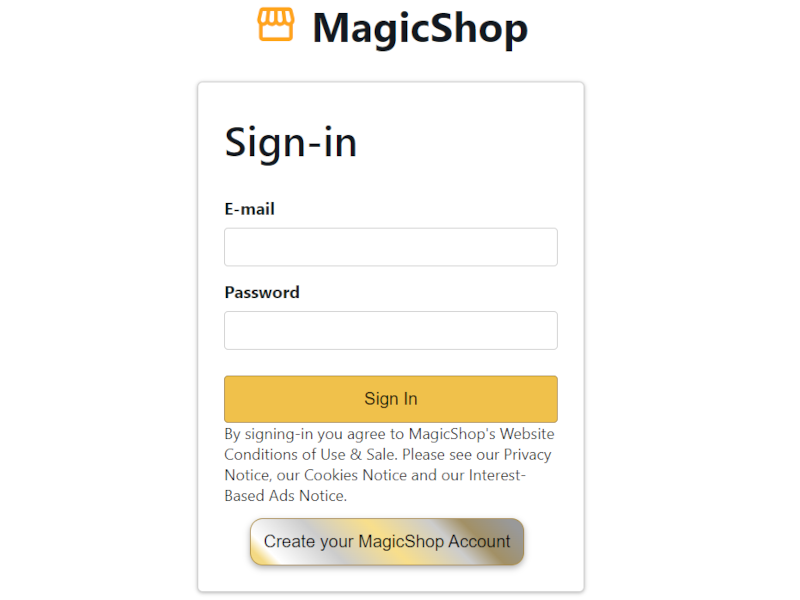 MagicShop
Sign-in
E-mail
Password
Sign In
By signing-in you agree to MagicShop's Website
Conditions of Use & Sale. Please see our Privacy
Notice, our Cookies Notice and our Interest-
Based Ads Notice.
Create your MagicShop Account